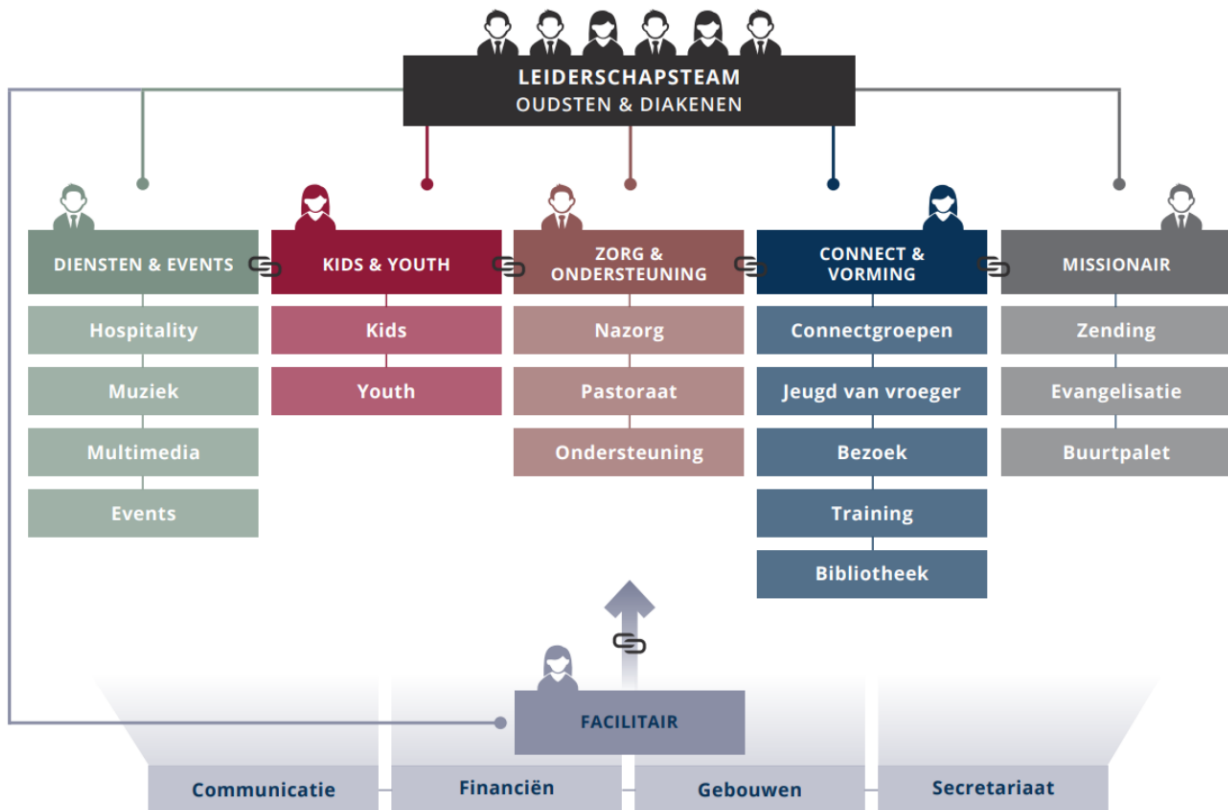 LEIDERSCHAPSTEAM
OUDSTEN & DIAKENEN
DIENSTEN & EVENTS
Hospitality
Muziek
Multimedia
Events
KIDS & YOUTH
Kids
Youth
ZORG &
ONDERSTEUNING
Nazorg
Pastoraat
Ondersteuning
CONNECT &
VORMING
Connectgroepen
Jeugd van vroeger
Bezoek
Training
Bibliotheek
MISSIONAIR
Zending
Evangelisatie
Buurtpalet
FACILITAIR
Communicatie
Financiën
Gebouwen
Secretariaat